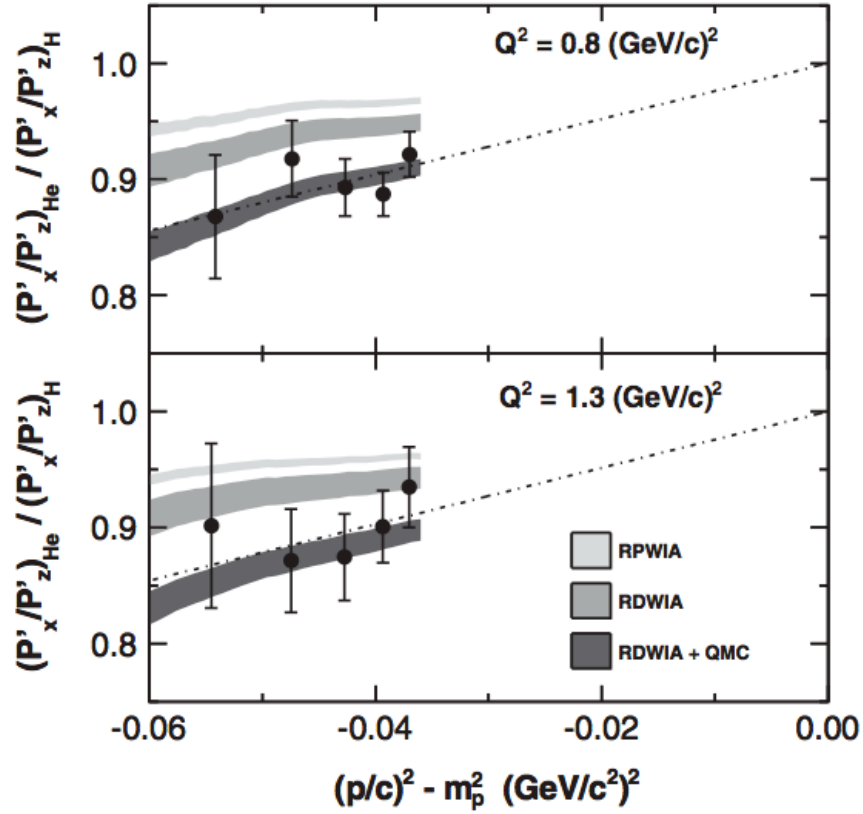 Q² = 0.8 (GeV/c)²
1.0
0.9
0.8
(P'x/P'z)He / (P'x/P'z)H
Q² = 1.3 (GeV/c)²
1.0
0.9
0.8
(P'x/P'z)He / (P'x/P'z)H
RPWIA
RDWIA
RDWIA + QMC
-0.06 -0.04 -0.02 0.00
(p/c)² - mp² (GeV/c²)²